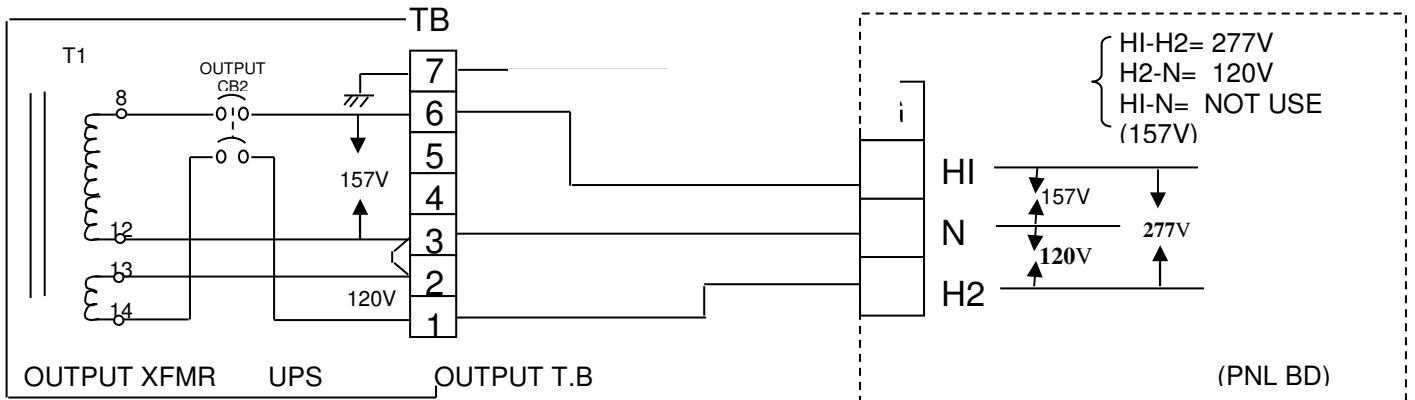 TB
T1
OUTPUT
CB2
8
12
13
14
157V
120V
7
6
5
4
3
2
1
OUTPUT XFMR UPS OUTPUT T.B
HI-H2= 277V
H2-N= 120V
HI-N= NOT USE
(157V)
HI
N
H2
157V
120V
277V
(PNL BD)